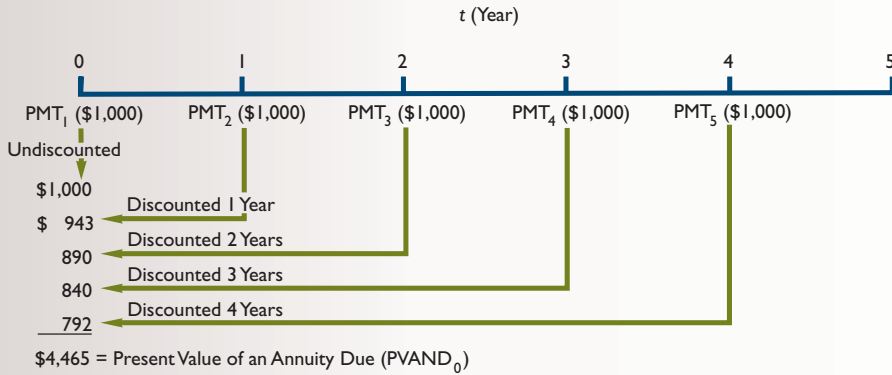 t (Year)
0 1 2 3 4 5
PMT₁ ($1,000) PMT₂ ($1,000) PMT₃ ($1,000) PMT₄ ($1,000) PMT₅ ($1,000)
Undiscounted
$1,000
Discounted 1 Year
$ 943
Discounted 2 Years
890
Discounted 3 Years
840
Discounted 4 Years
792
$4,465 = Present Value of an Annuity Due (PVAND₀)